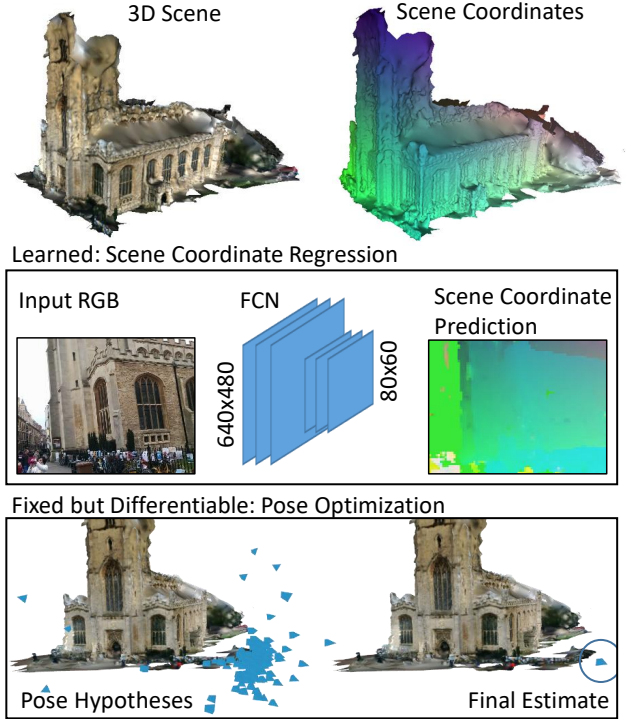 3D Scene
Scene Coordinates
Learned: Scene Coordinate Regression
Input RGB
FCN
Scene Coordinate
Prediction
640x480
80x60
Fixed but Differentiable: Pose Optimization
Pose Hypotheses
Final Estimate